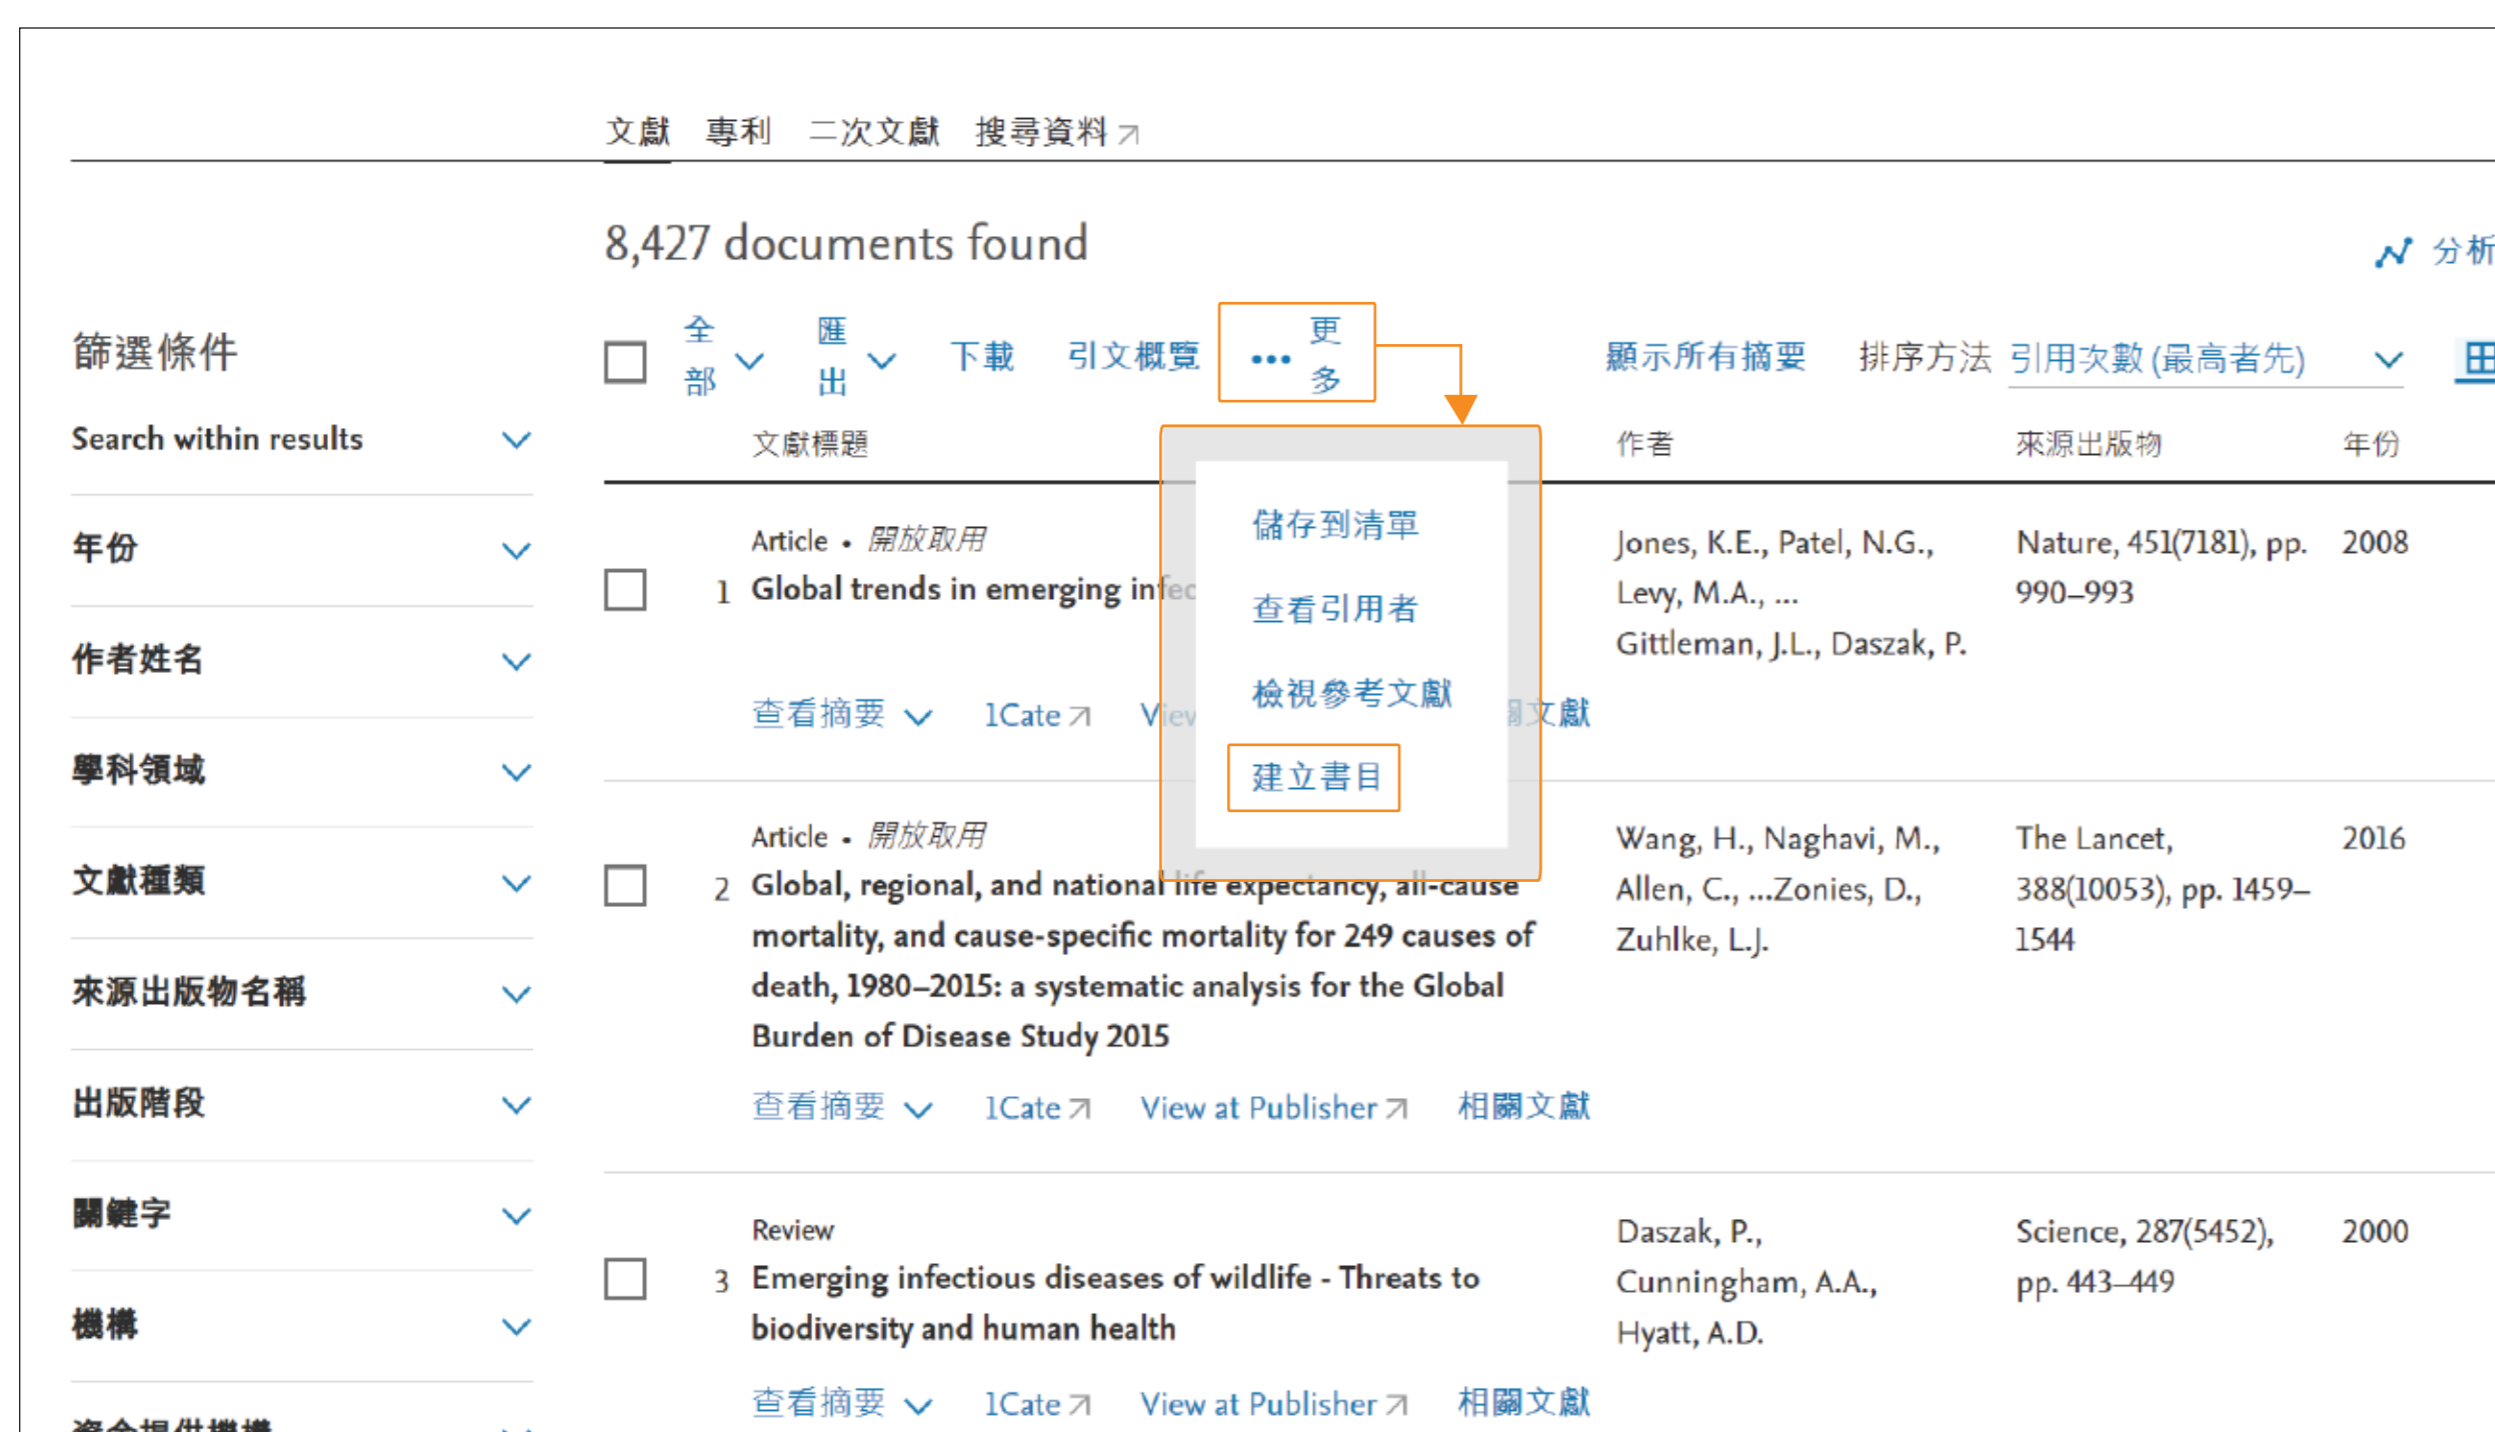 文獻 專利 二次文獻 搜尋資料
8,427 documents found
分析
篩選條件
全部 匯出 下載 引文概覽 ••• 更多 顯示所有摘要 排序方法 引用次數 (最高者先)
Search within results
年份
作者姓名
學科領域
文獻種類
來源出版物名稱
出版階段
關鍵字
機構
文獻標題 作者 來源出版物 年份
儲存到清單
查看引用者
檢視參考文獻
建立書目
Article • 開放取用
1 Global trends in emerging infec
Jones, K.E., Patel, N.G.,
Levy, M.A., ...
Gittleman, J.L., Daszak, P.
Nature, 451(7181), pp.
990–993
2008
查看摘要 1Cate View 關文獻
Article • 開放取用
2 Global, regional, and national life expectancy, all-cause
mortality, and cause-specific mortality for 249 causes of
death, 1980–2015: a systematic analysis for the Global
Burden of Disease Study 2015
Wang, H., Naghavi, M.,
Allen, C., ...Zonies, D.,
Zuhlke, L.J.
The Lancet,
388(10053), pp. 1459–
1544
2016
查看摘要 1Cate View at Publisher 相關文獻
Review
3 Emerging infectious diseases of wildlife - Threats to
biodiversity and human health
Daszak, P.,
Cunningham, A.A.,
Hyatt, A.D.
Science, 287(5452),
pp. 443–449
2000
查看摘要 1Cate View at Publisher 相關文獻